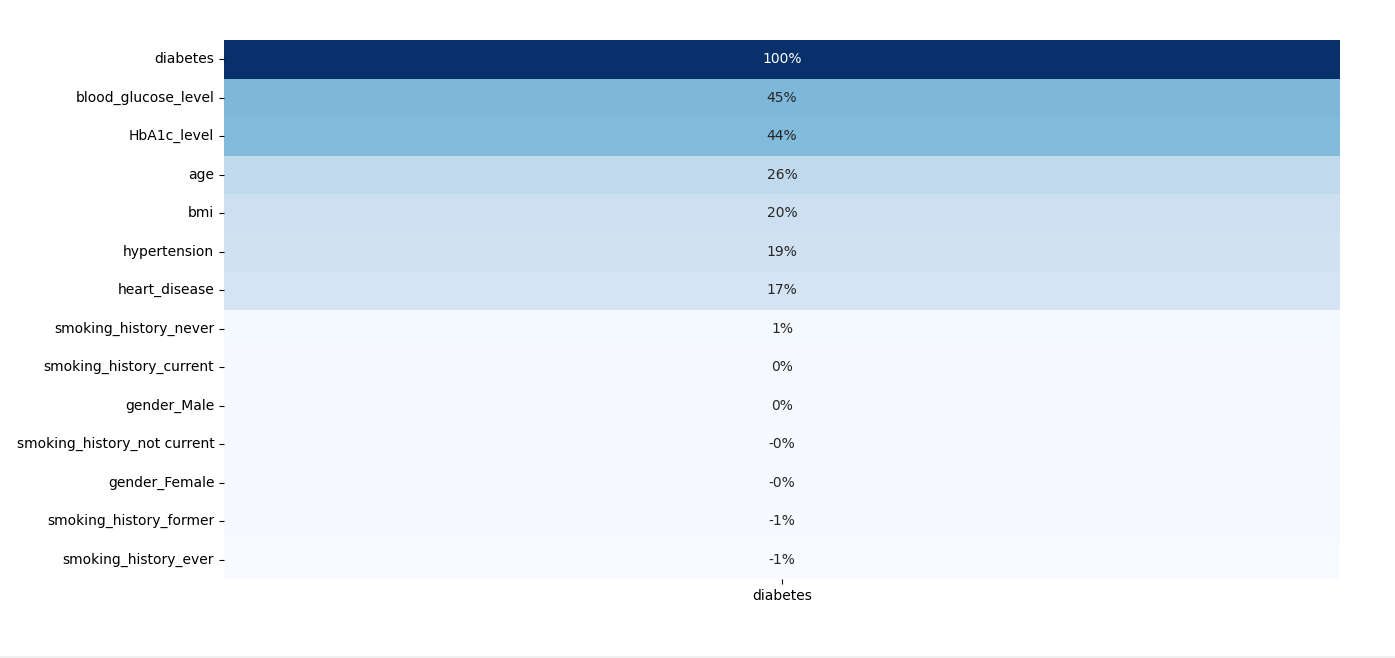 diabetes 100%
blood_glucose_level 45%
HbA1c_level 44%
age 26%
bmi 20%
hypertension 19%
heart_disease 17%
smoking_history_never 1%
smoking_history_current 0%
gender_Male 0%
smoking_history_not current -0%
gender_Female -0%
smoking_history_former -1%
smoking_history_ever -1%
diabetes